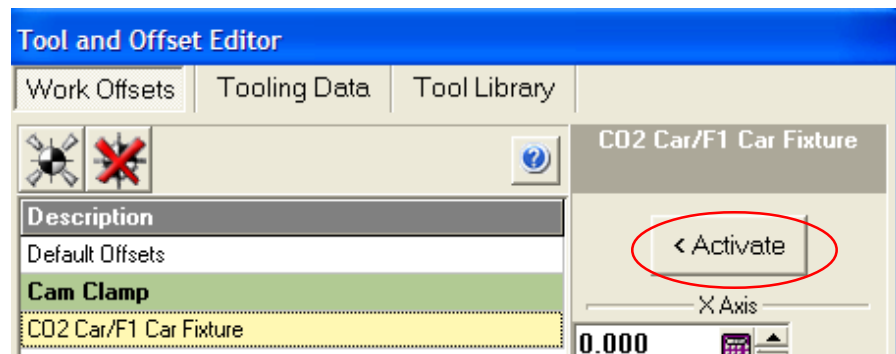 Tool and Offset Editor
Work Offsets Tooling Data Tool Library
CO2 Car/F1 Car Fixture
Description
Default Offsets
Cam Clamp
CO2 Car/F1 Car Fixture
< Activate
X Axis
0.000